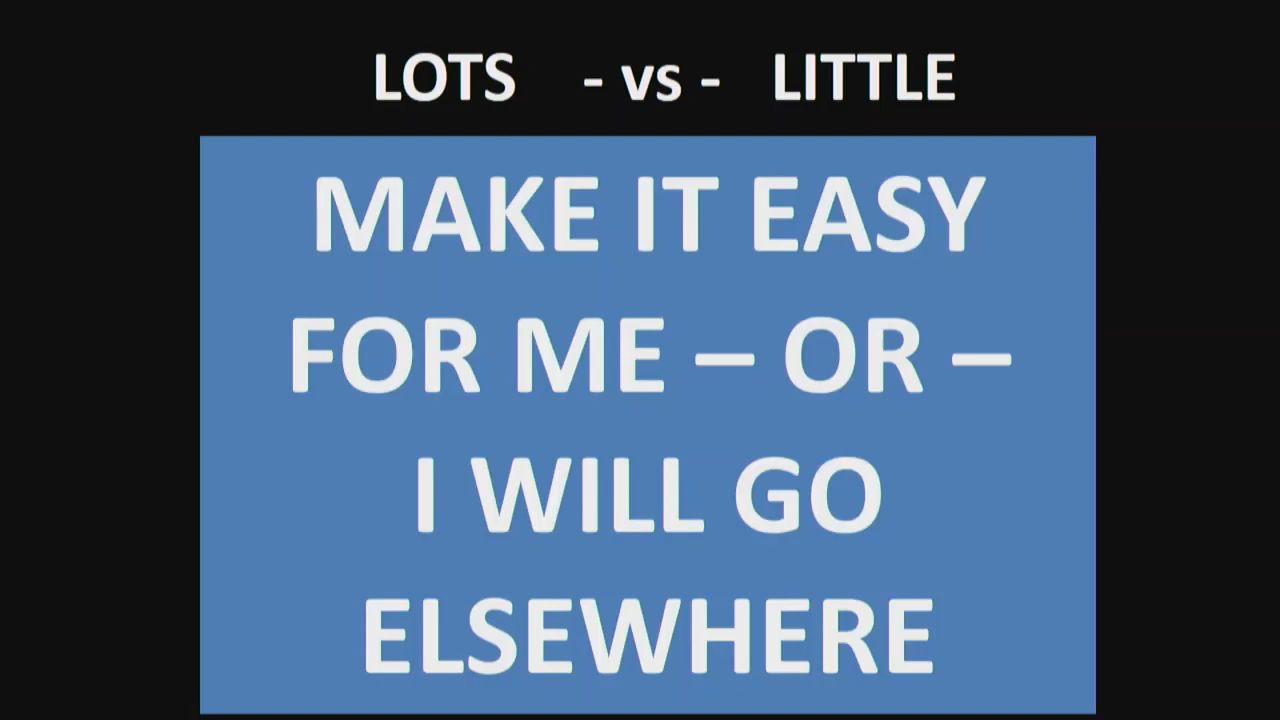 LOTS - vs - LITTLE
MAKE IT EASY
FOR ME – OR –
I WILL GO
ELSEWHERE